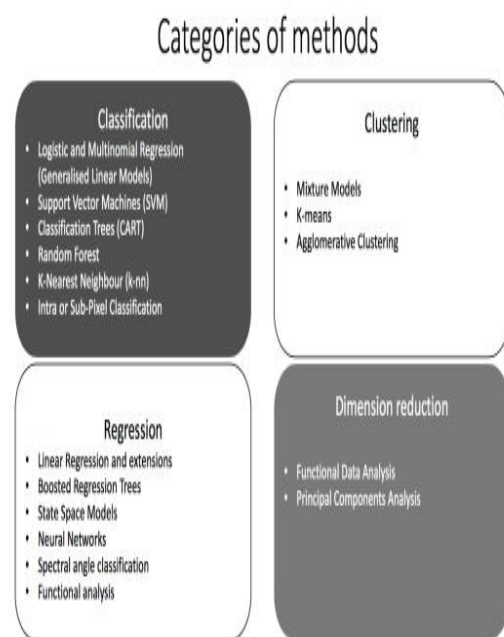 Categories of methods
Classification
• Logistic and Multinomial Regression
(Generalised Linear Models)
• Support Vector Machines (SVM)
• Classification Trees (CART)
• Random Forest
• K-Nearest Neighbour (k-nn)
• Intra or Sub-Pixel Classification
Clustering
• Mixture Models
• K-means
• Agglomerative Clustering
Regression
• Linear Regression and extensions
• Boosted Regression Trees
• State Space Models
• Neural Networks
• Spectral angle classification
• Functional analysis
Dimension reduction
• Functional Data Analysis
• Principal Components Analysis